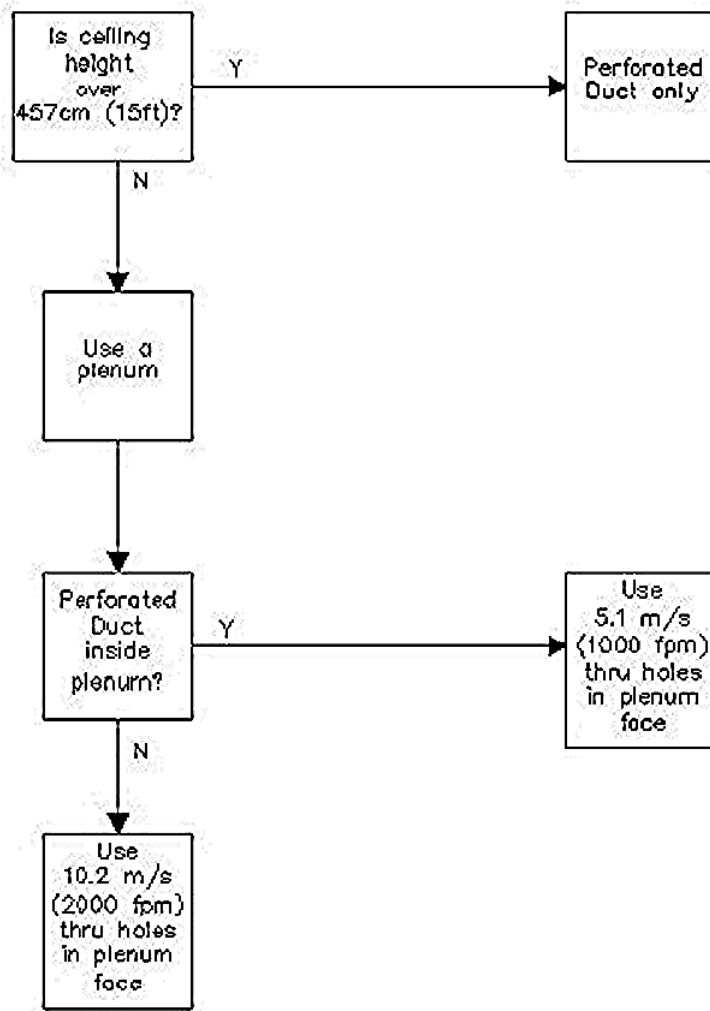 Is ceiling
height
over
457cm (15ft)?
Y
Perforated
Duct only
N
Use a
plenum
Perforated
Duct
inside
plenum?
Y
Use
5.1 m/s
(1000 fpm)
thru holes
in plenum
face
N
Use
10.2 m/s
(2000 fpm)
thru holes
in plenum
face